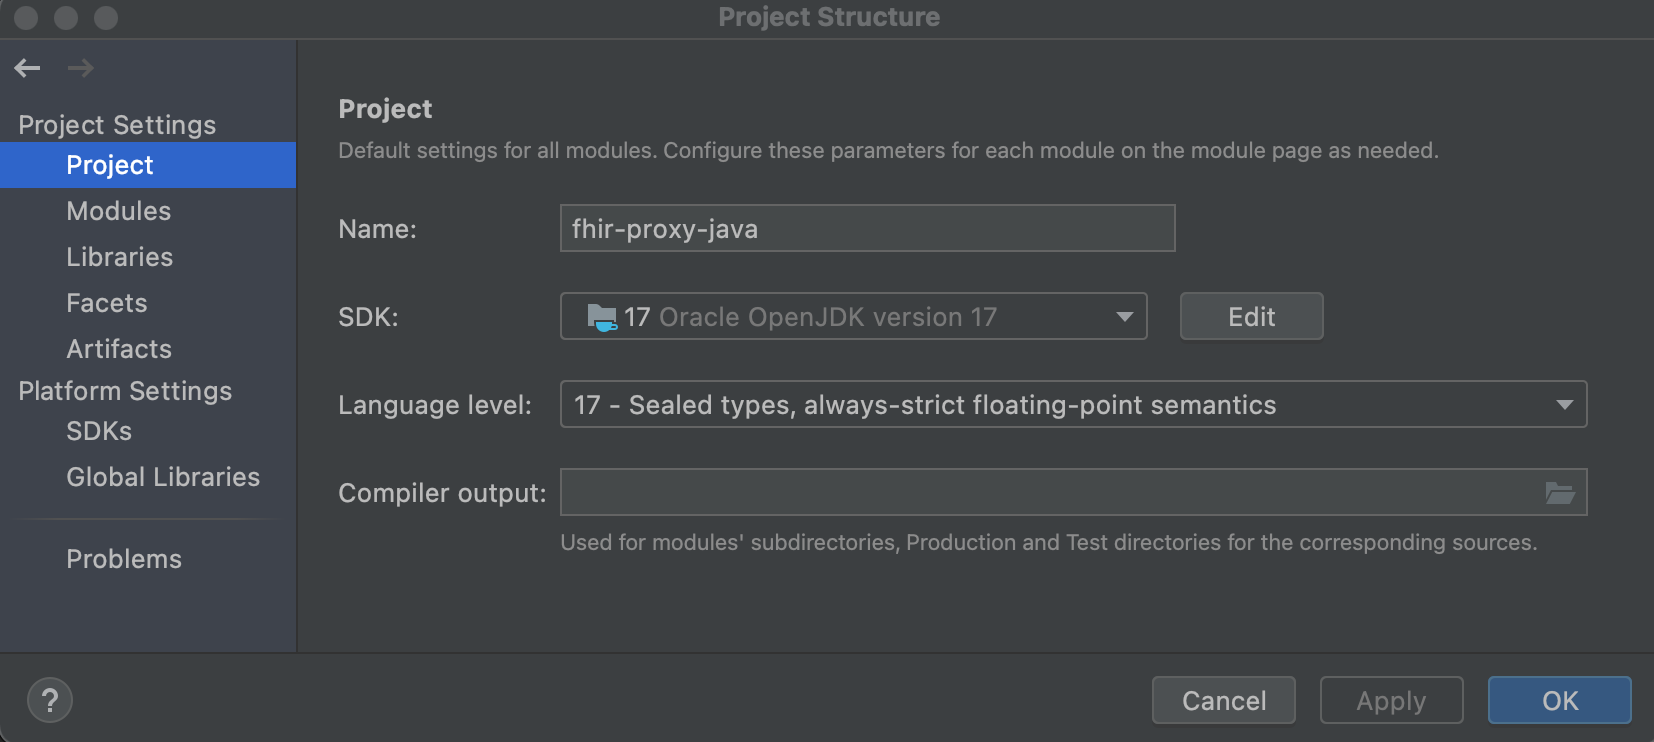 Project Structure
Project Settings
Project
Modules
Libraries
Facets
Artifacts
Platform Settings
SDKs
Global Libraries
Problems
Project
Default settings for all modules. Configure these parameters for each module on the module page as needed.
Name: fhir-proxy-java
SDK: 17 Oracle OpenJDK version 17 Edit
Language level: 17 - Sealed types, always-strict floating-point semantics
Compiler output:
Used for modules' subdirectories, Production and Test directories for the corresponding sources.
? Cancel Apply OK